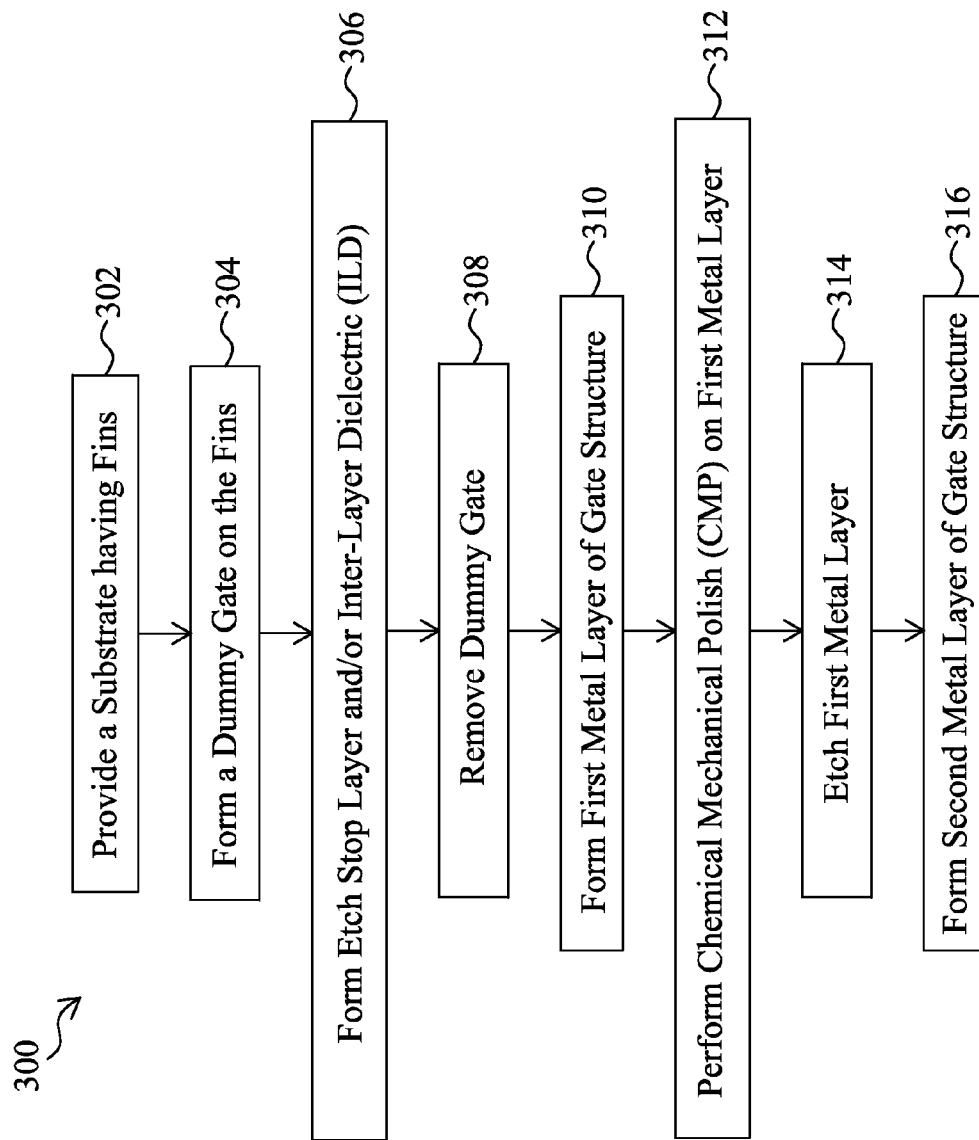 300
Provide a Substrate having Fins
302
Form a Dummy Gate on the Fins
304
Form Etch Stop Layer and/or Inter-Layer Dielectric (ILD)
306
Remove Dummy Gate
308
Form First Metal Layer of Gate Structure
310
Perform Chemical Mechanical Polish (CMP) on First Metal Layer
312
Etch First Metal Layer
314
Form Second Metal Layer of Gate Structure
316